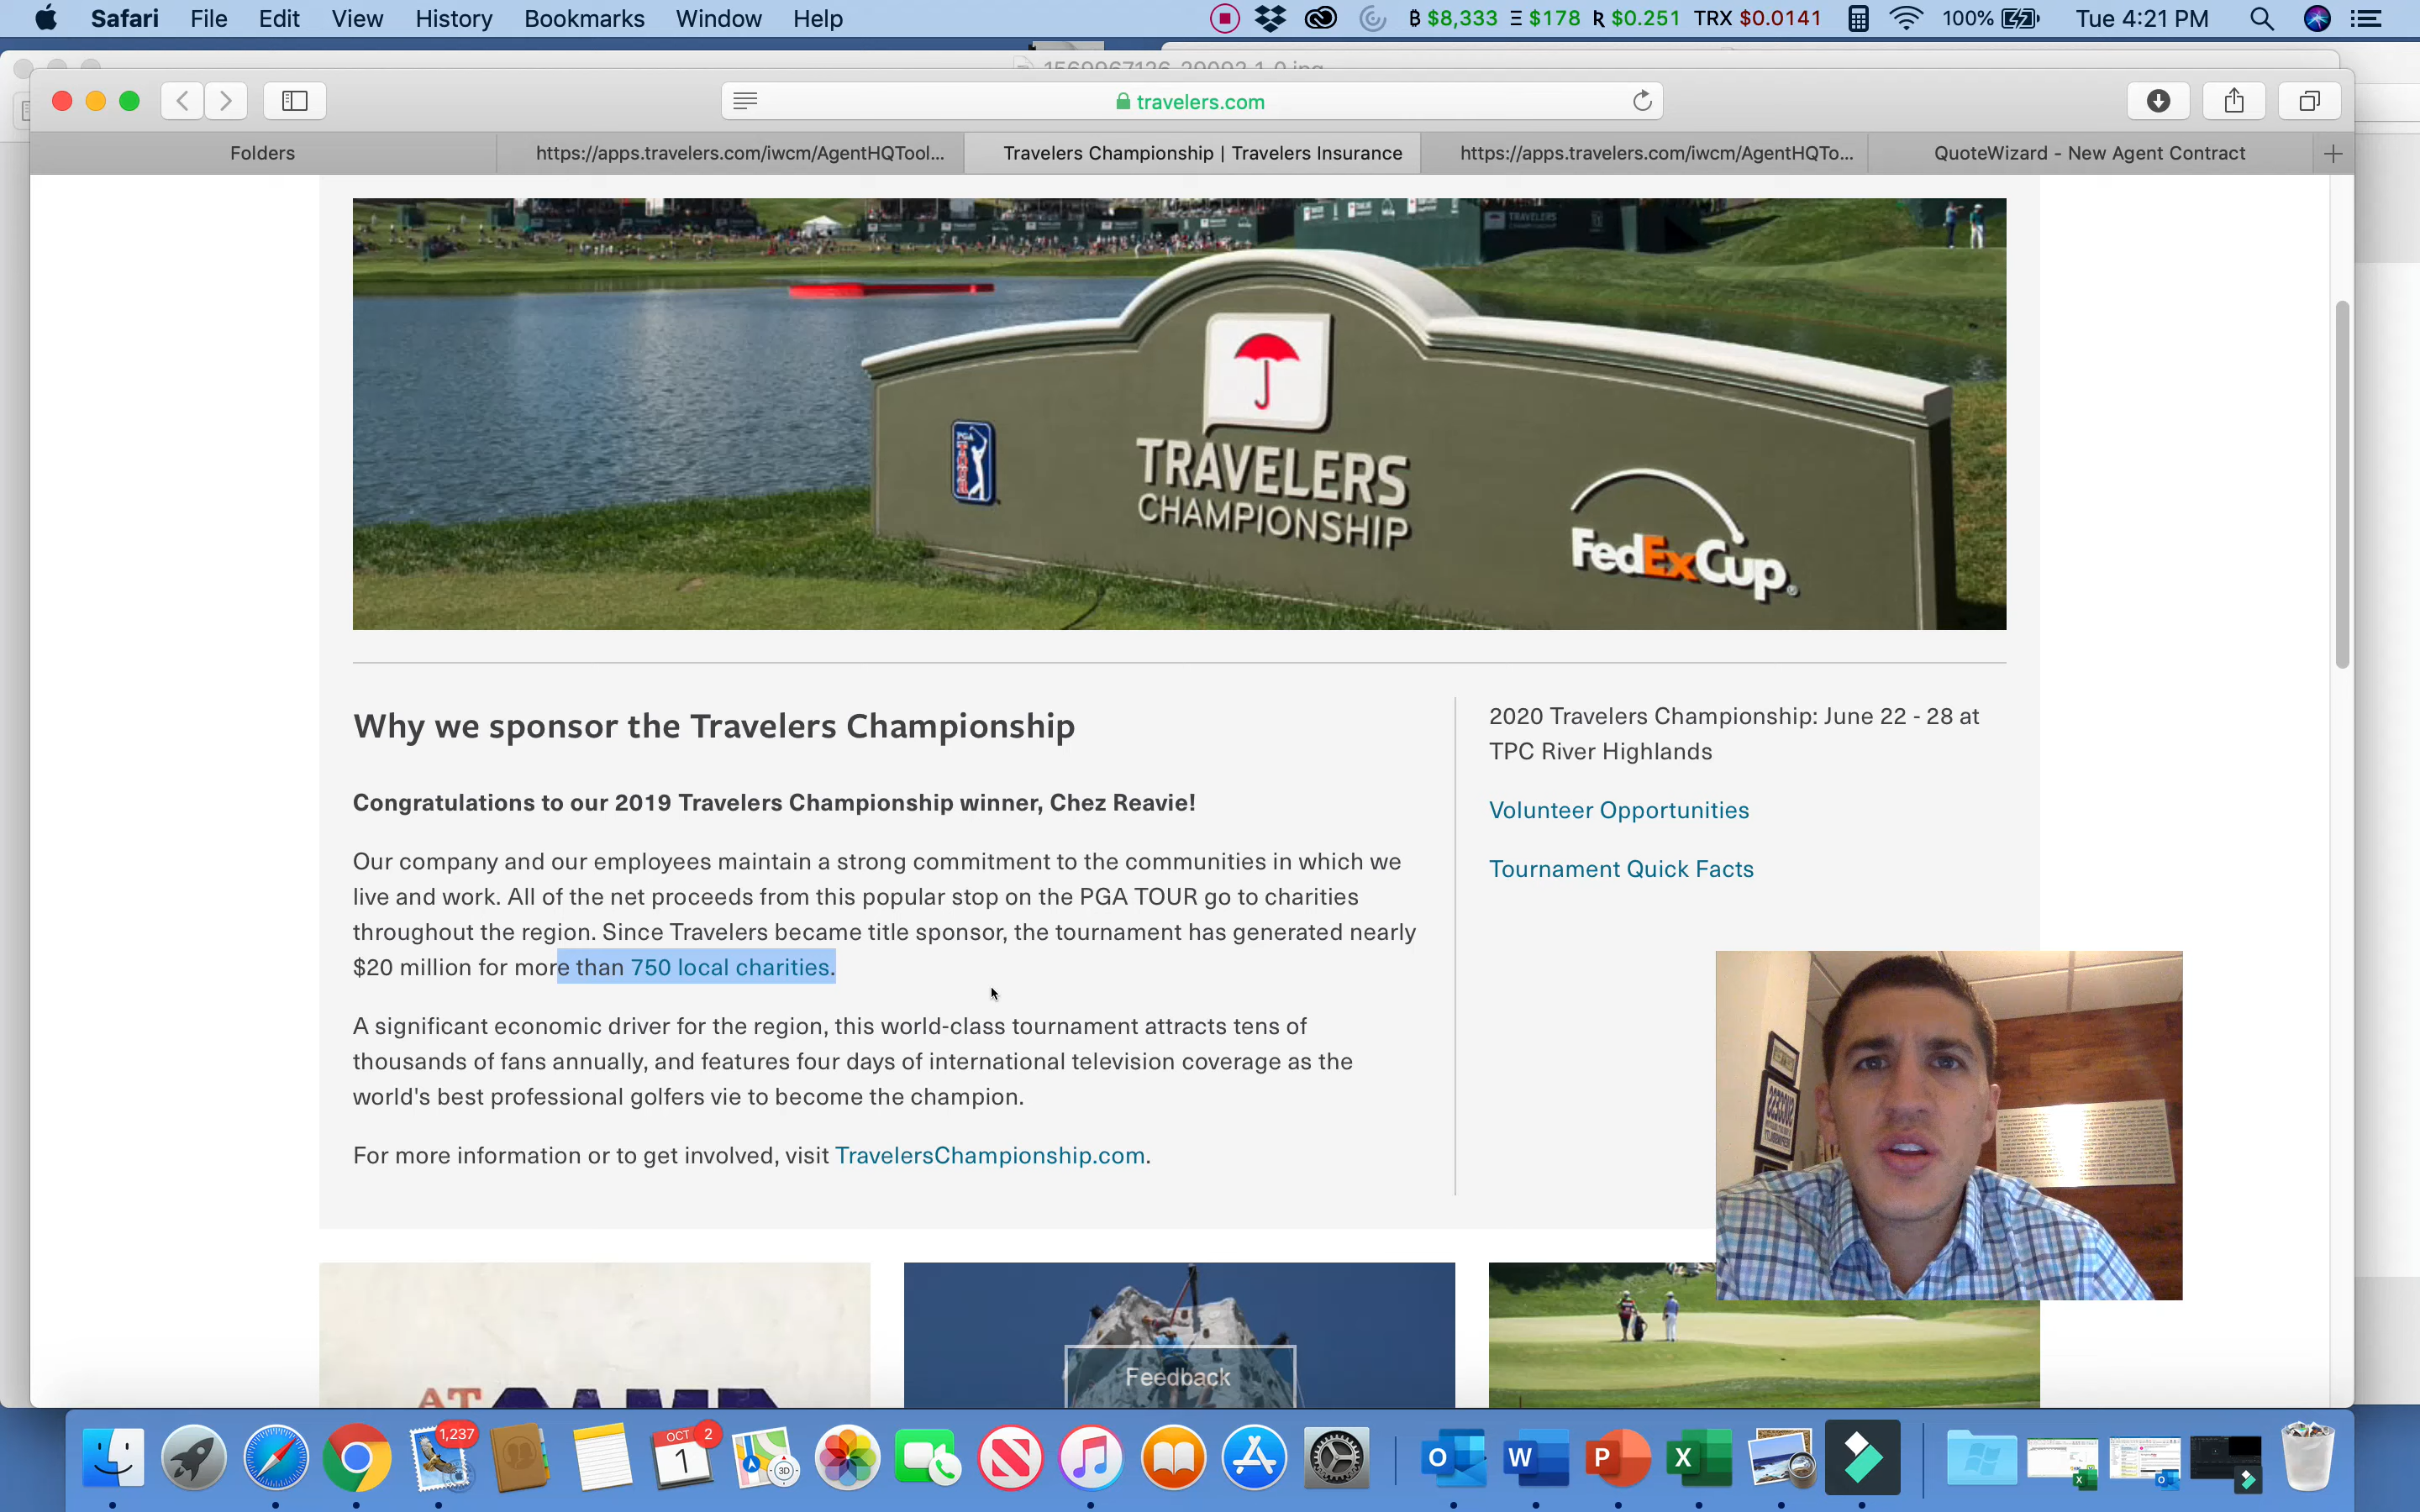 Safari File Edit View History Bookmarks Window Help
$8,333 $178 $0.251 TRX $0.0141 100% Tue 4:21 PM
travelers.com
Folders
https://apps.travelers.com/iwcm/AgentHQTool...
Travelers Championship | Travelers Insurance
https://apps.travelers.com/iwcm/AgentHQTo...
QuoteWizard - New Agent Contract
TRAVELERS
CHAMPIONSHIP
PGA TOUR
TRAVELERS
CHAMPIONSHIP
FedExCup
Why we sponsor the Travelers Championship
Congratulations to our 2019 Travelers Championship winner, Chez Reavie!
Our company and our employees maintain a strong commitment to the communities in which we
live and work. All of the net proceeds from this popular stop on the PGA TOUR go to charities
throughout the region. Since Travelers became title sponsor, the tournament has generated nearly
$20 million for more than 750 local charities.
A significant economic driver for the region, this world-class tournament attracts tens of
thousands of fans annually, and features four days of international television coverage as the
world's best professional golfers vie to become the champion.
For more information or to get involved, visit TravelersChampionship.com.
2020 Travelers Championship: June 22 - 28 at
TPC River Highlands
Volunteer Opportunities
Tournament Quick Facts
SUCCESS
AT
Feedback
1,237
OCT
1
2
3D
O
W
P
X